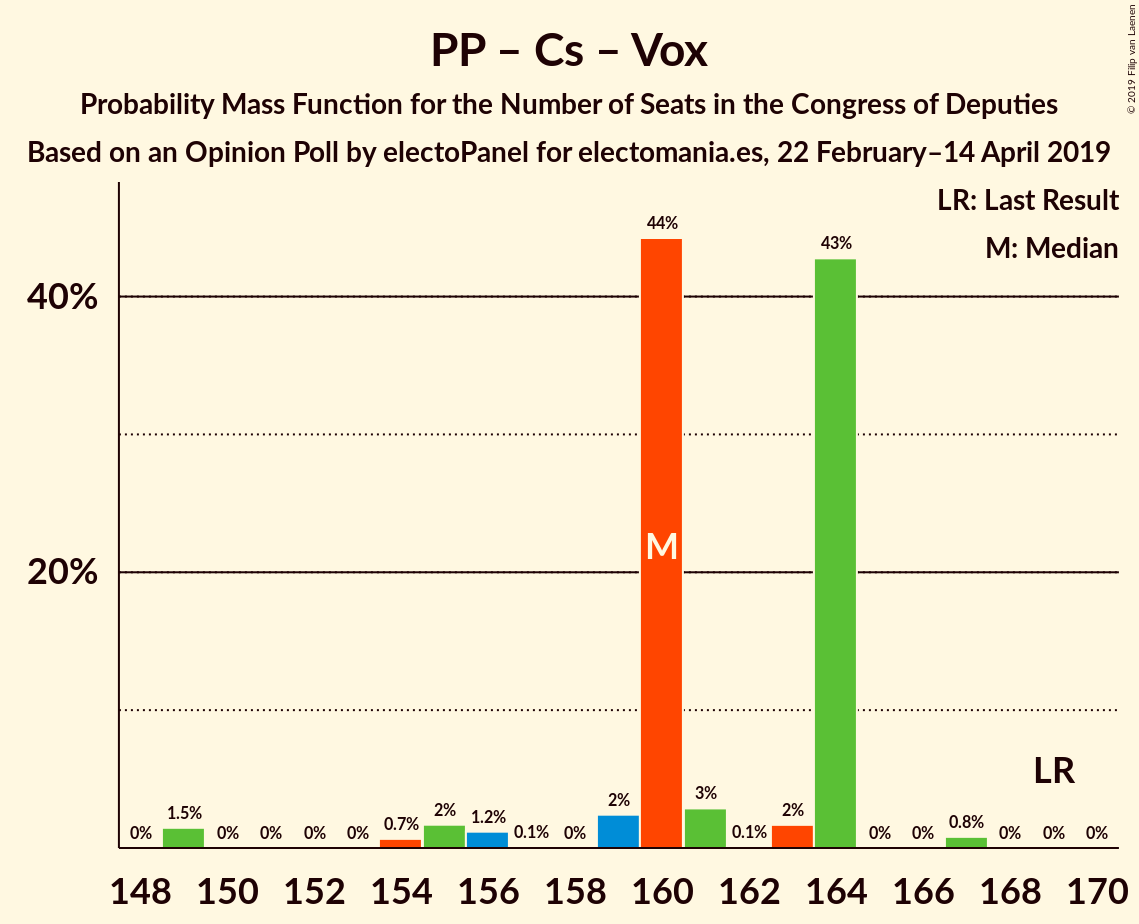 PP – Cs – Vox
Probability Mass Function for the Number of Seats in the Congress of Deputies
Based on an Opinion Poll by electoPanel for electomania.es, 22 February–14 April 2019
© 2019 Filip van Laenen
LR: Last Result
M: Median
40%
20%
0% 1.5% 0% 0% 0% 0% 0.7% 2% 1.2% 0.1% 0% 2% 44% 3% 0.1% 2% 43% 0% 0% 0.8% 0% 0% 0%
M
LR
148 150 152 154 156 158 160 162 164 166 168 170